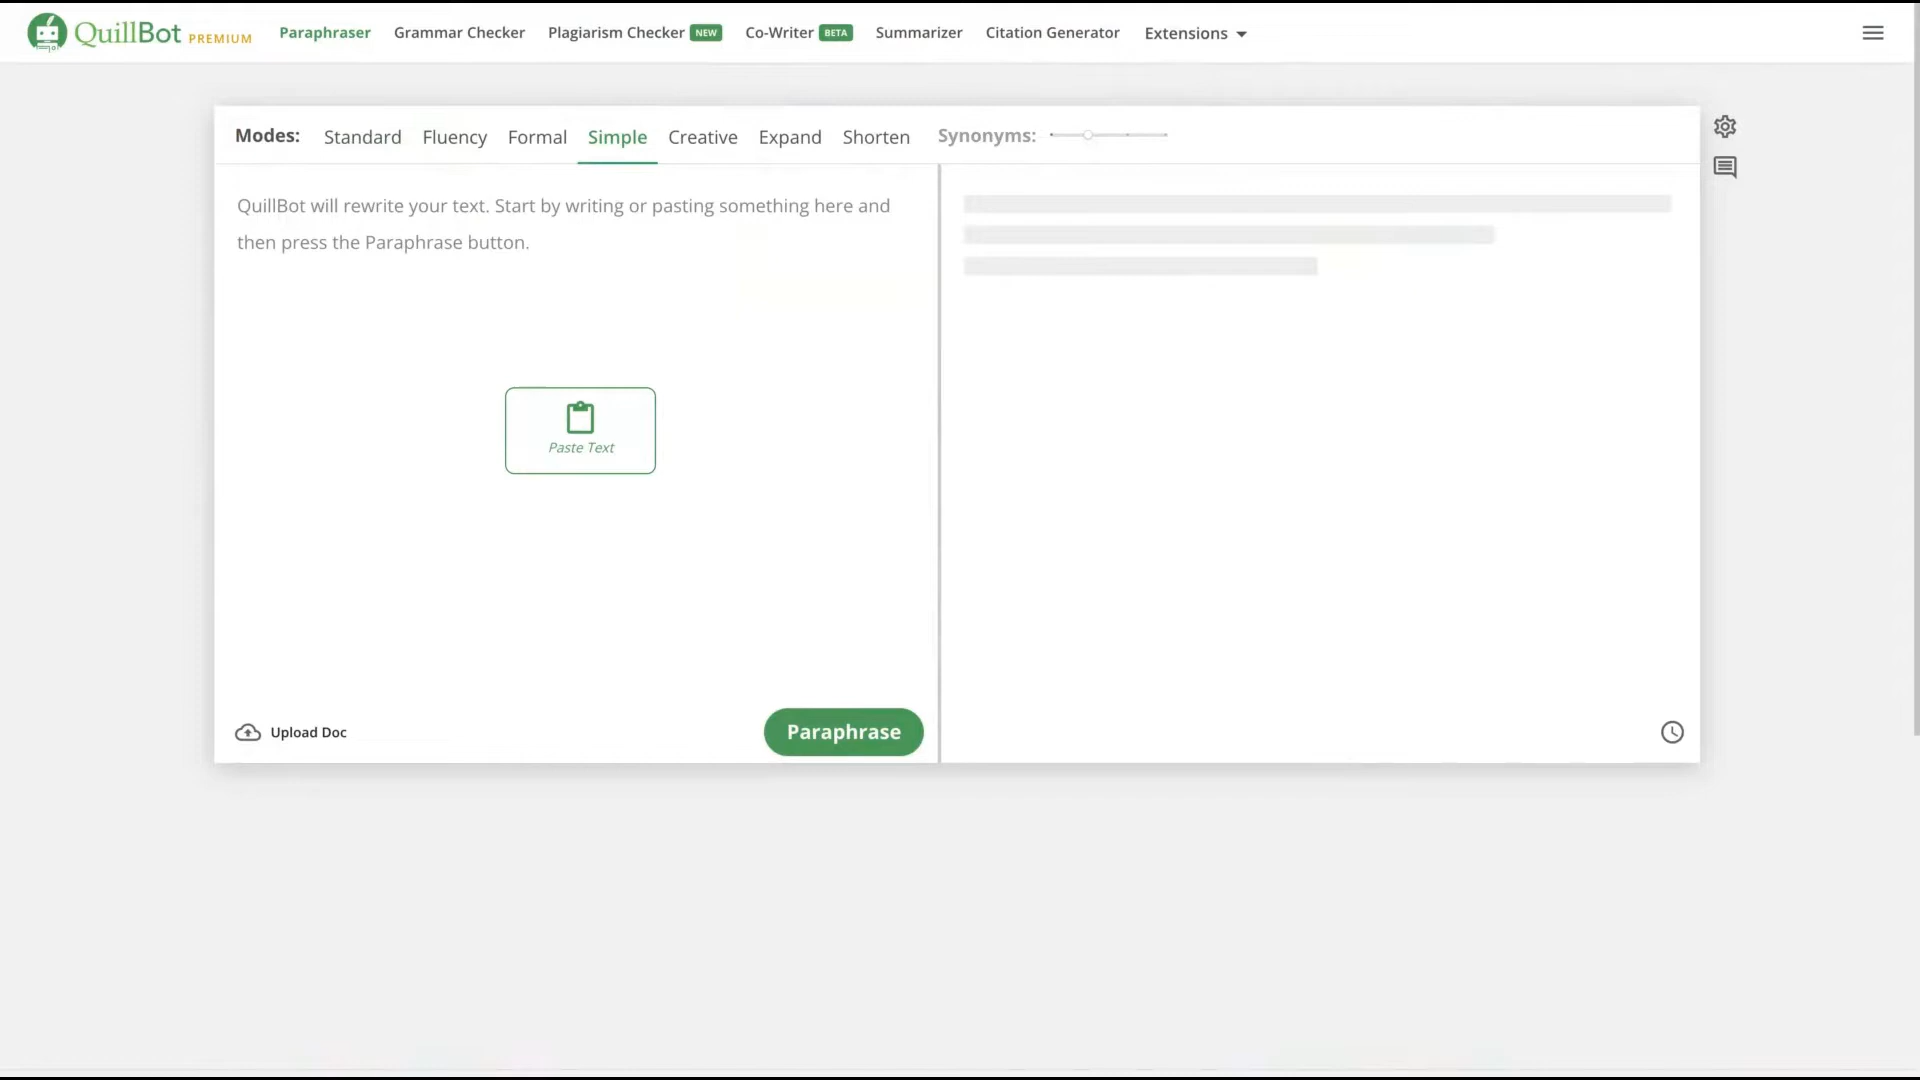 QuillBot PREMIUM Paraphraser Grammar Checker Plagiarism Checker NEW Co-Writer BETA Summarizer Citation Generator Extensions
Modes: Standard Fluency Formal Simple Creative Expand Shorten Synonyms:
QuillBot will rewrite your text. Start by writing or pasting something here and
then press the Paraphrase button.
Paste Text
Upload Doc Paraphrase